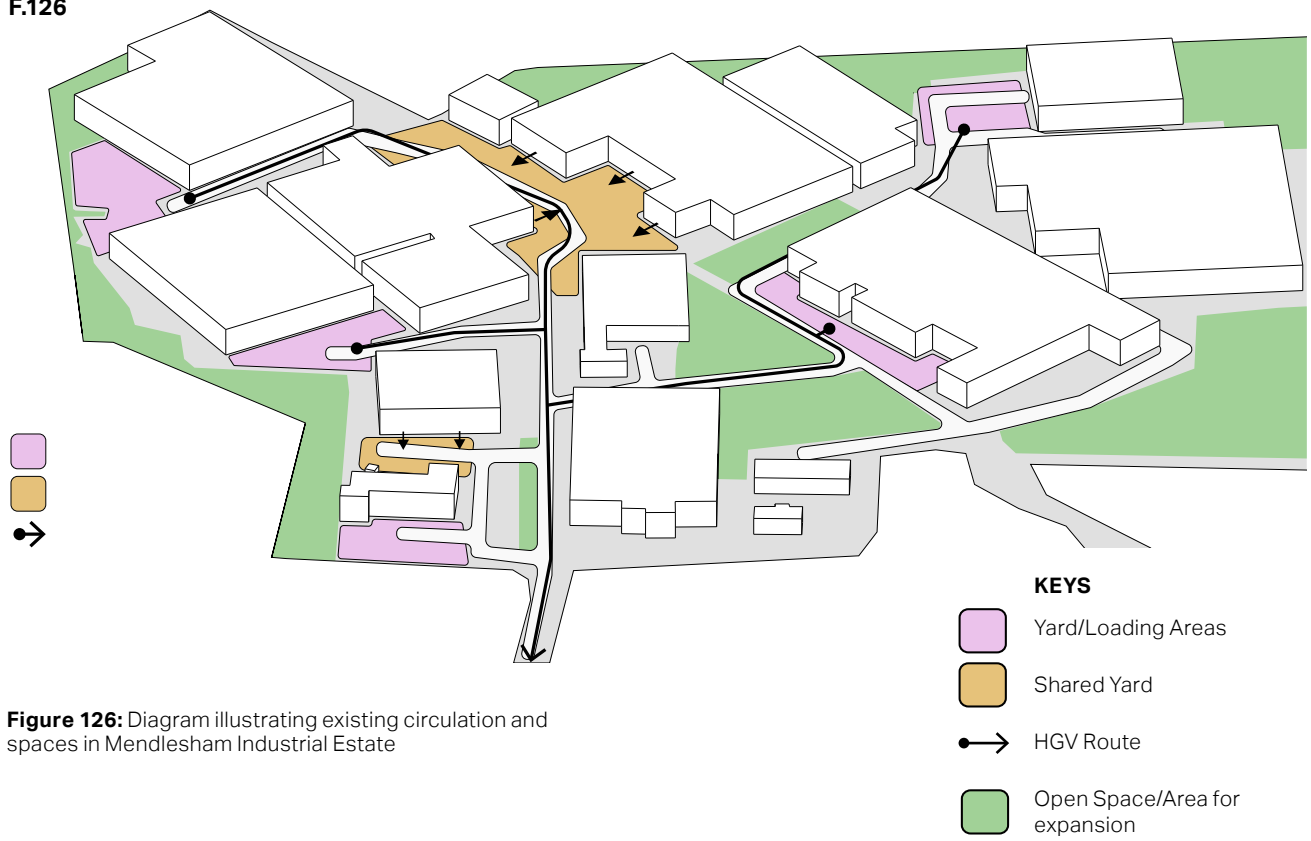 F.126
KEYS
Yard/Loading Areas
Shared Yard
HGV Route
Open Space/Area for
expansion
Figure 126: Diagram illustrating existing circulation and
spaces in Mendlesham Industrial Estate